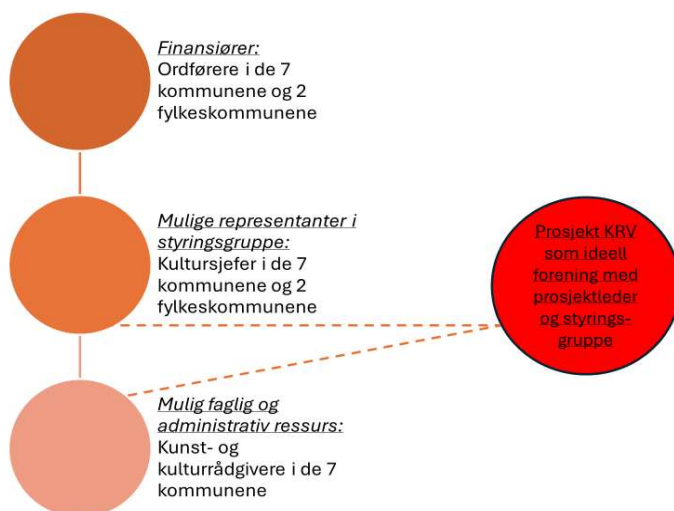 Finansiører:
Ordførere i de 7
kommunene og 2
fylkeskommunene
Mulige representanter i
styringsgruppe:
Kultursjefer i de 7
kommunene og 2
fylkeskommunene
Prosjekt KRV
som ideell
forening med
prosjektleder
og styrings-
gruppe
Mulig faglig og
administrativ ressurs:
Kunst- og
kulturrådgivere i de 7
kommunene